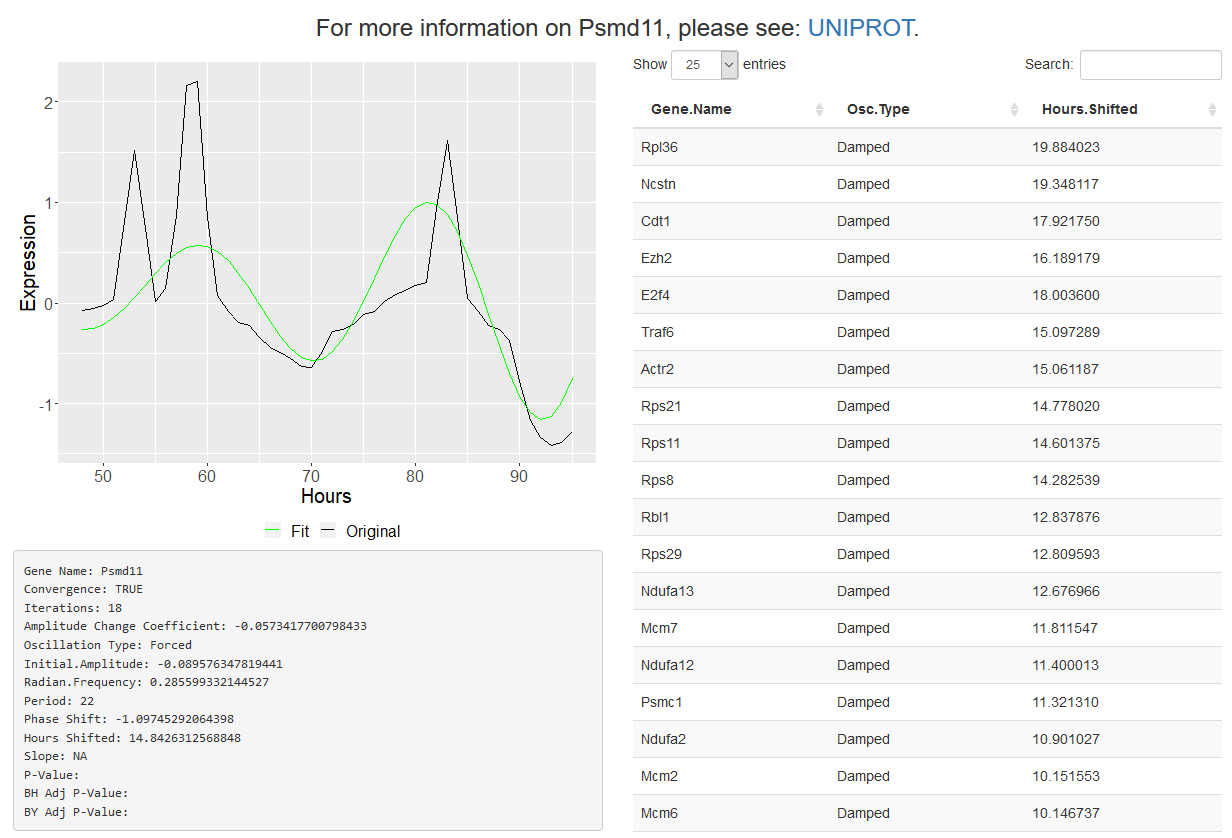 For more information on Psmd11, please see: UNIPROT.
2
1
0
-1
Expression
50 60 70 80 90
Hours
Fit Original
Gene Name: Psmd11
Convergence: TRUE
Iterations: 18
Amplitude Change Coefficient: -0.0573417700798433
Oscillation Type: Forced
Initial.Amplitude: -0.089576347819441
Radian.Frequency: 0.285599332144527
Period: 22
Phase Shift: -1.09745292064398
Hours Shifted: 14.8426312568848
Slope: NA
P-Value:
BH Adj P-Value:
BY Adj P-Value:
Show 25 entries Search:
Gene.Name Osc.Type Hours.Shifted
Rpl36 Damped 19.884023
Ncstn Damped 19.348117
Cdt1 Damped 17.921750
Ezh2 Damped 16.189179
E2f4 Damped 18.003600
Traf6 Damped 15.097289
Actr2 Damped 15.061187
Rps21 Damped 14.778020
Rps11 Damped 14.601375
Rps8 Damped 14.282539
Rbl1 Damped 12.837876
Rps29 Damped 12.809593
Ndufa13 Damped 12.676966
Mcm7 Damped 11.811547
Ndufa12 Damped 11.400013
Psmc1 Damped 11.321310
Ndufa2 Damped 10.901027
Mcm2 Damped 10.151553
Mcm6 Damped 10.146737